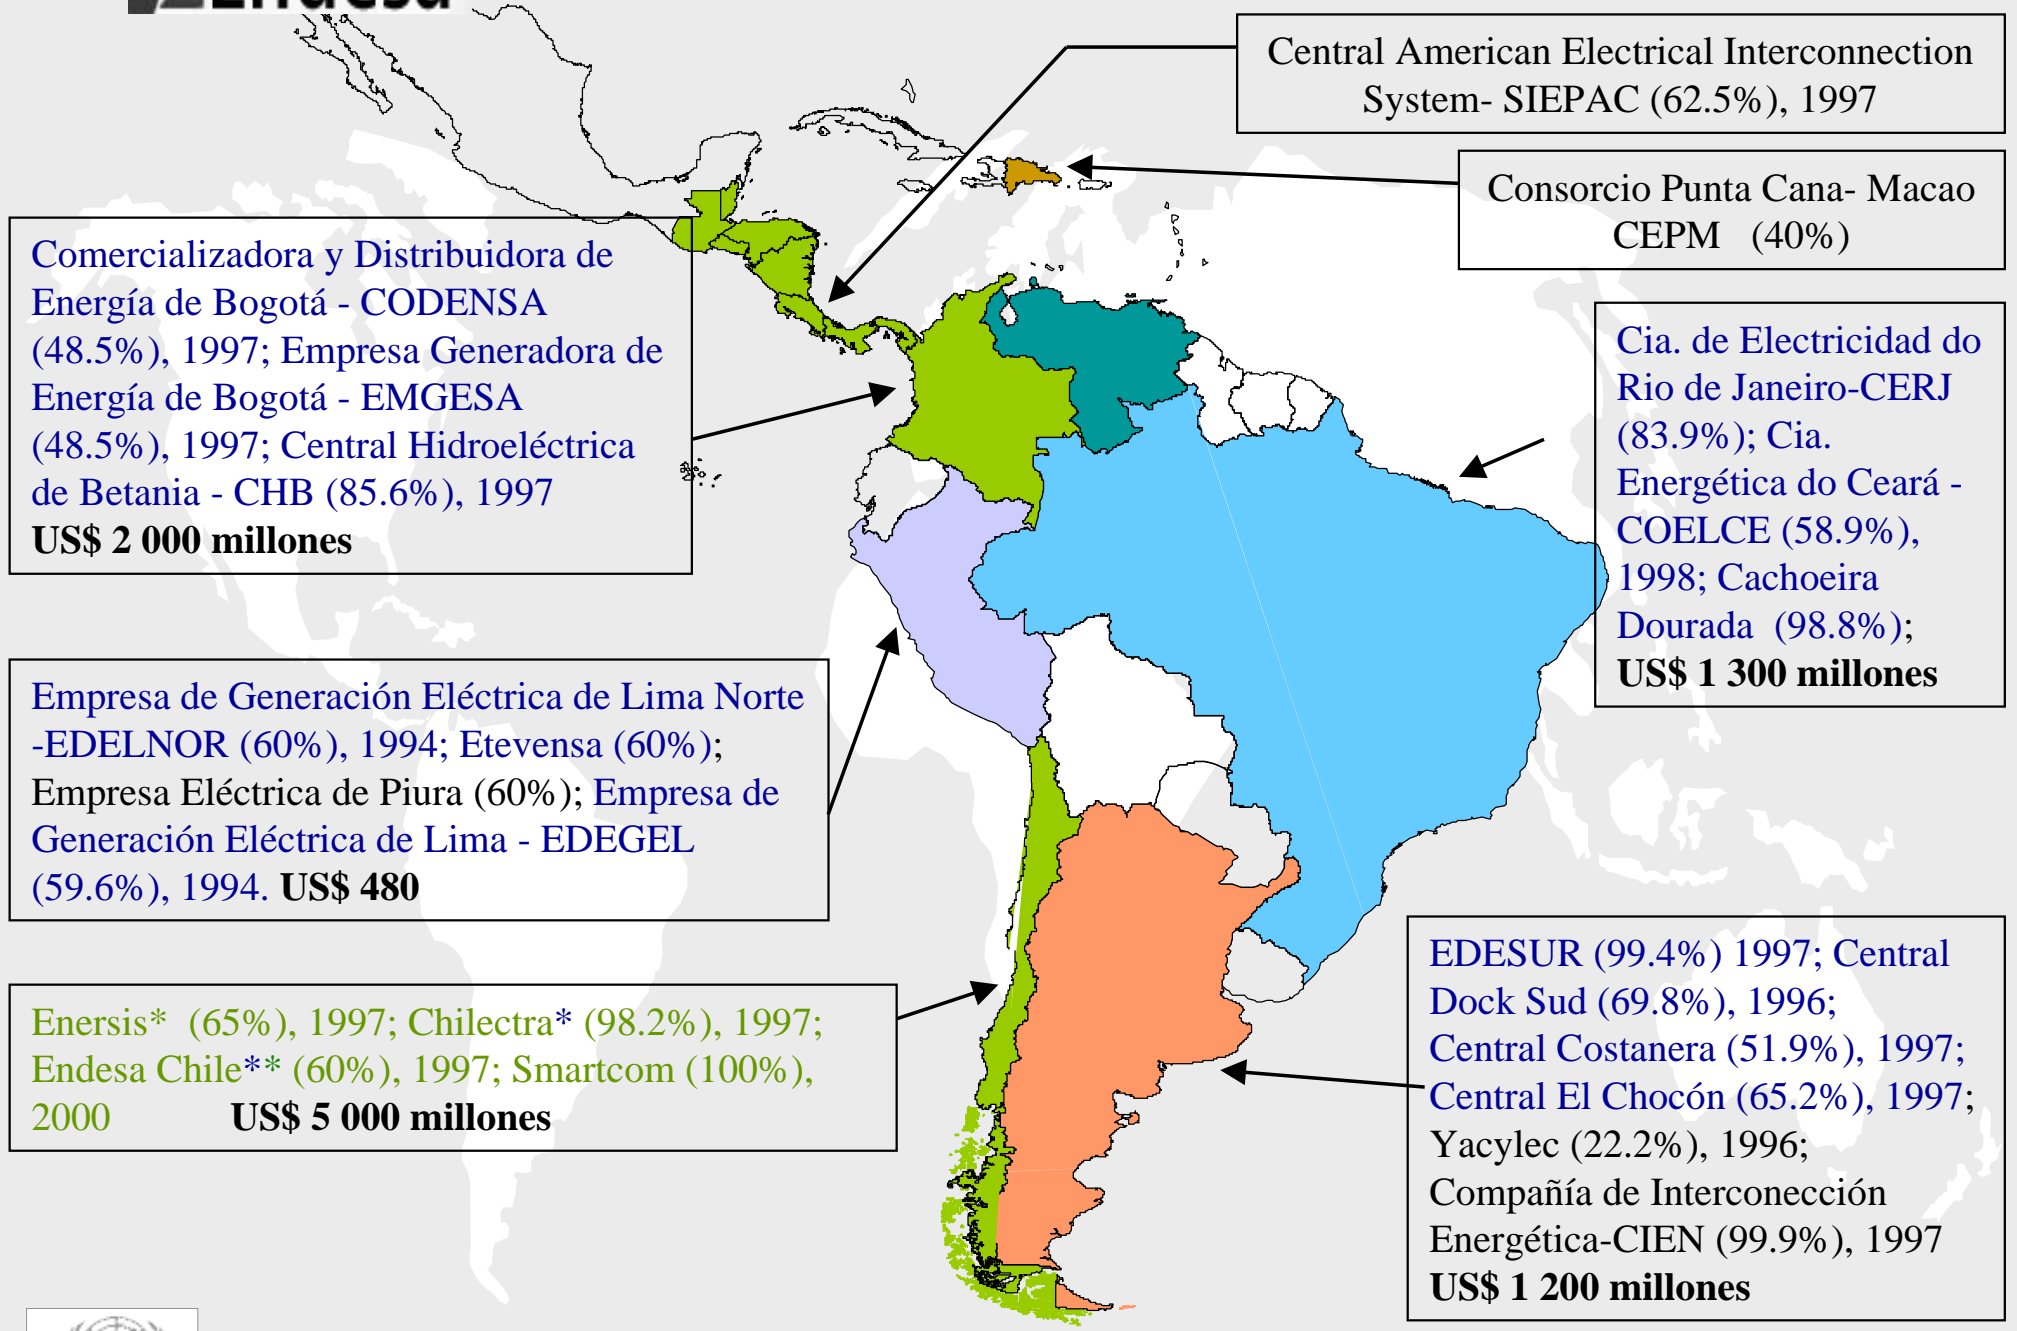 Endesa
Central American Electrical Interconnection
System- SIEPAC (62.5%), 1997
Consorcio Punta Cana- Macao
CEPM (40%)
Comercializadora y Distribuidora de
Energía de Bogotá - CODENSA
(48.5%), 1997; Empresa Generadora de
Energía de Bogotá - EMGESA
(48.5%), 1997; Central Hidroeléctrica
de Betania - CHB (85.6%), 1997
US$ 2 000 millones
Cia. de Electricidad do
Rio de Janeiro-CERJ
(83.9%); Cia.
Energética do Ceará -
COELCE (58.9%),
1998; Cachoeira
Dourada (98.8%);
US$ 1 300 millones
Empresa de Generación Eléctrica de Lima Norte
-EDELNOR (60%), 1994; Etevensa (60%);
Empresa Eléctrica de Piura (60%); Empresa de
Generación Eléctrica de Lima - EDEGEL
(59.6%), 1994. US$ 480
Enersis* (65%), 1997; Chilectra* (98.2%), 1997;
Endesa Chile** (60%), 1997; Smartcom (100%),
2000 US$ 5 000 millones
EDESUR (99.4%) 1997; Central
Dock Sud (69.8%), 1996;
Central Costanera (51.9%), 1997;
Central El Chocón (65.2%), 1997;
Yacylec (22.2%), 1996;
Compañía de Interconección
Energética-CIEN (99.9%), 1997
US$ 1 200 millones